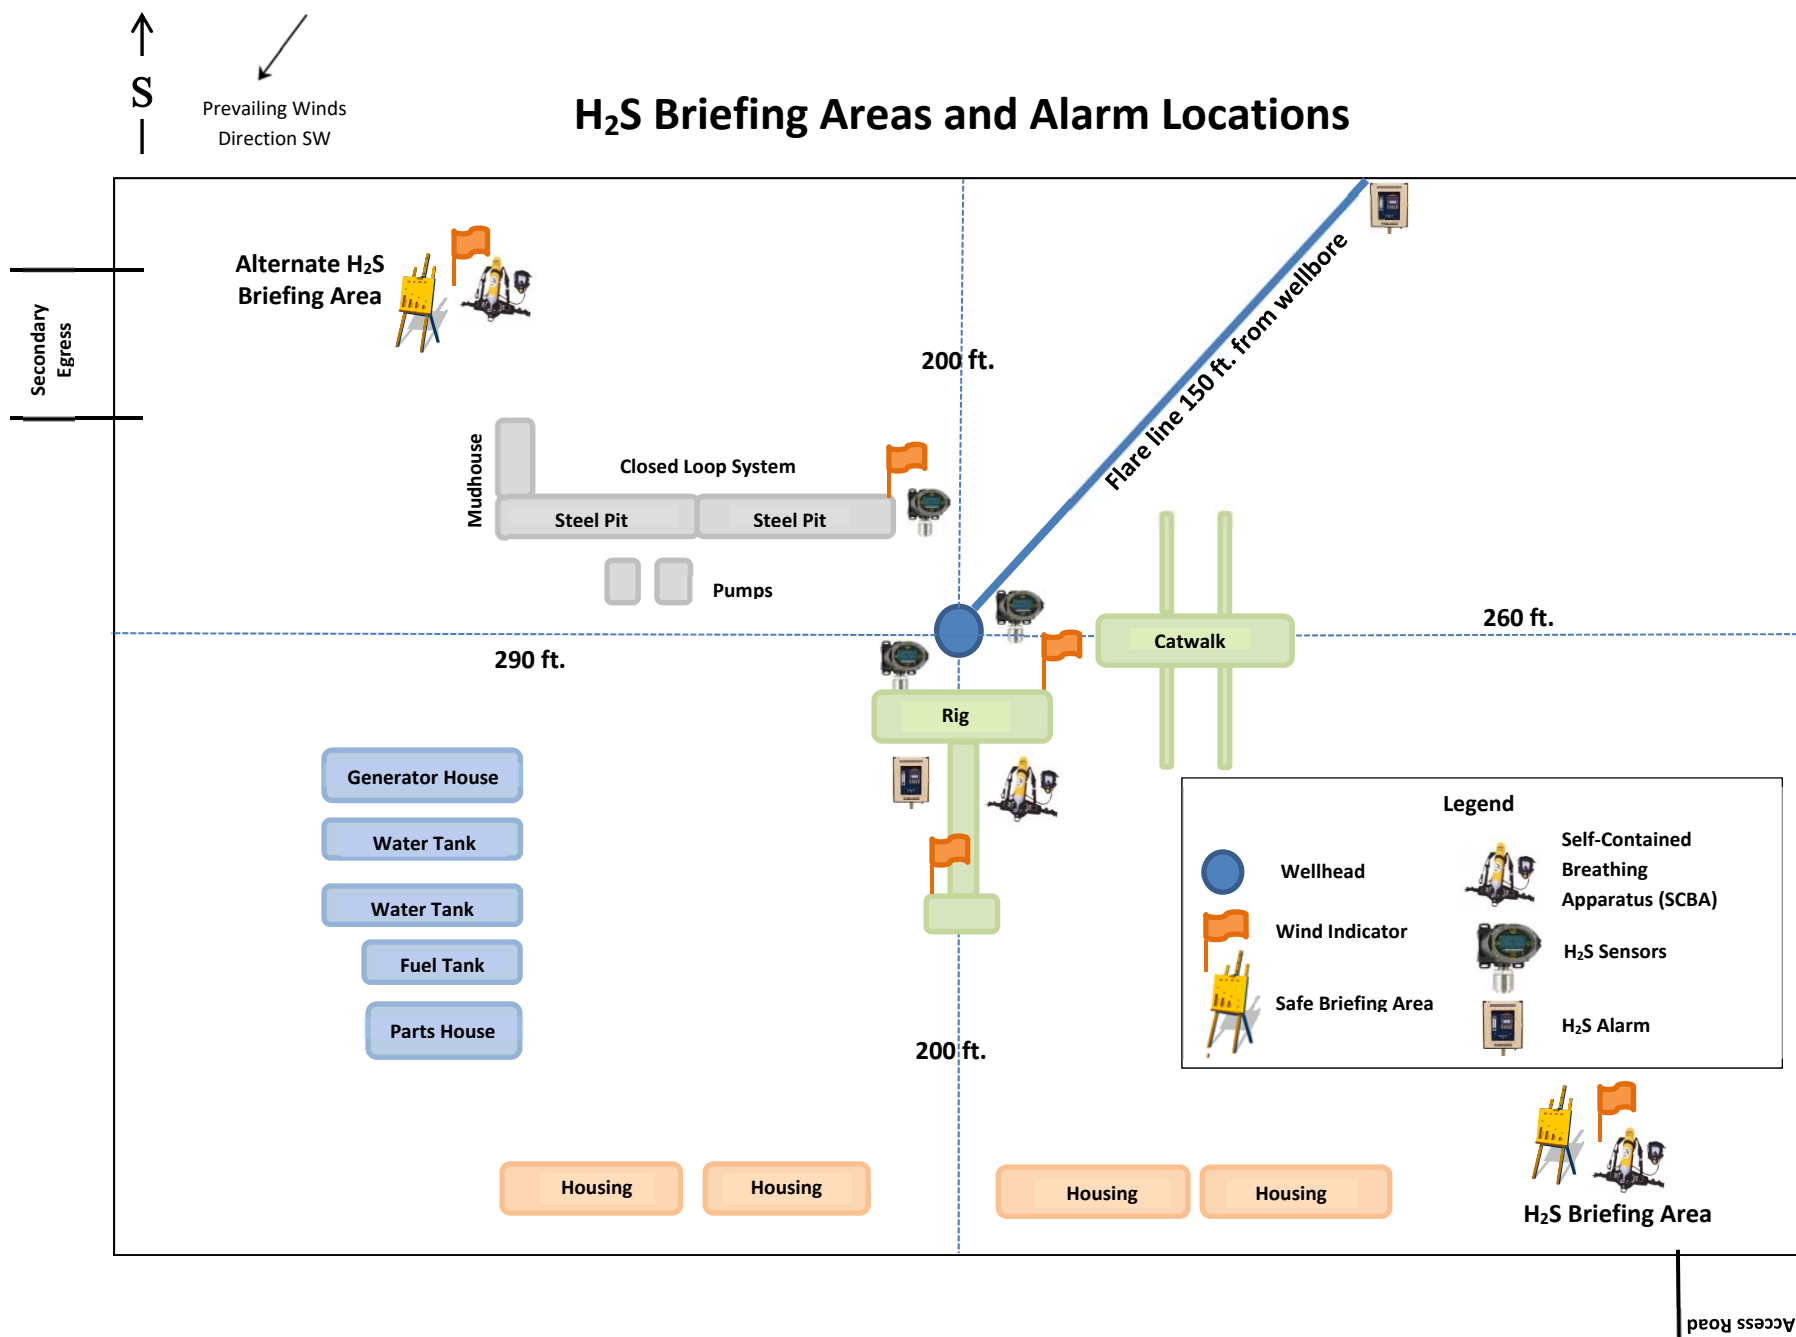 S
Prevailing Winds
Direction SW
H₂S Briefing Areas and Alarm Locations
Alternate H₂S
Briefing Area
Secondary
Egress
200 ft.
Flare line 150 ft. from wellbore
Mudhouse
Closed Loop System
Steel Pit
Steel Pit
Pumps
290 ft.
260 ft.
Catwalk
Rig
Generator House
Water Tank
Water Tank
Fuel Tank
Parts House
200 ft.
Legend
Wellhead
Wind Indicator
Safe Briefing Area
Self-Contained
Breathing
Apparatus (SCBA)
H₂S Sensors
H₂S Alarm
Housing
Housing
Housing
Housing
H₂S Briefing Area
Access Road